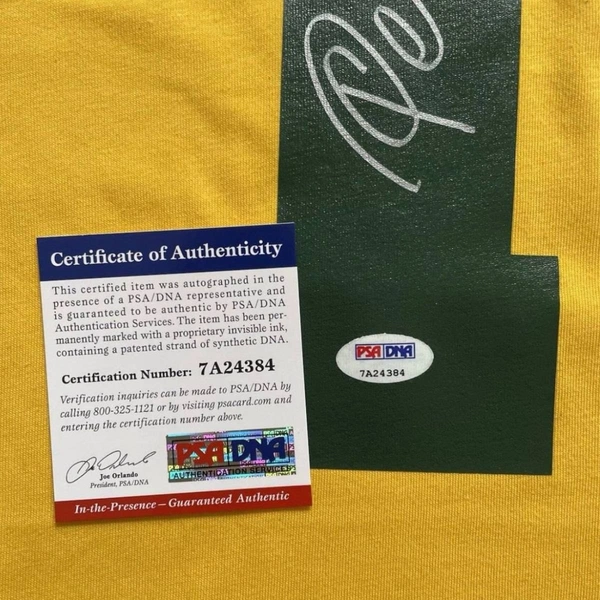 De
Certificate of Authenticity
This certified item was autographed in the
presence of a PSA/DNA representative and
is guaranteed to be authentic by PSA/DNA
Authentication Services. The item has been per-
manently marked with a proprietary invisible ink,
containing a patented strand of synthetic DNA.
Certification Number: 7A24384
Verification inquiries can be made to PSA/DNA by
calling 800-325-1121 or by visiting psacard.com and
entering the certification number above.
Joe Orlando
President, PSA/DNA
PSA DNA
AUTHENTICATION SERVICES
In-the-Presence – Guaranteed Authentic
PSA DNA
7A24384